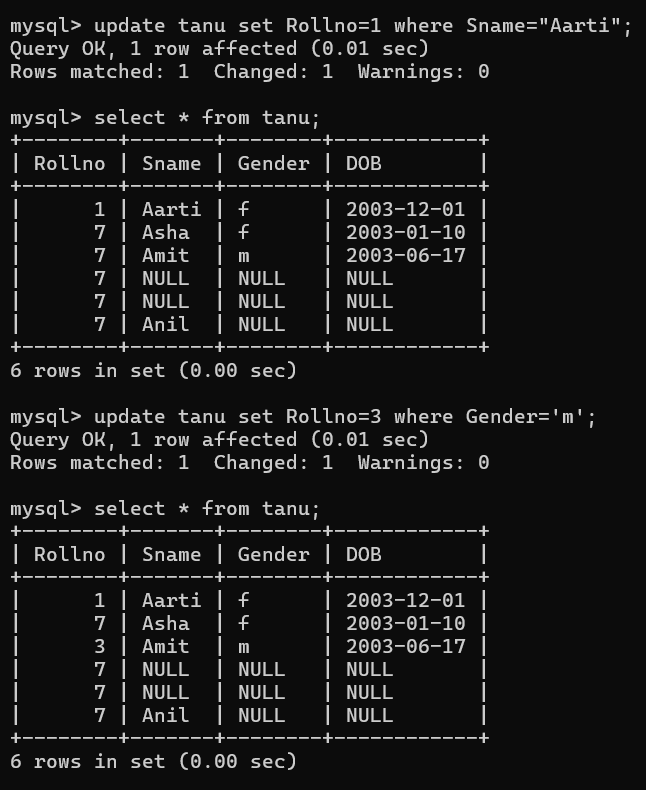 mysql> update tanu set Rollno=1 where Sname="Aarti";
Query OK, 1 row affected (0.01 sec)
Rows matched: 1  Changed: 1  Warnings: 0

mysql> select * from tanu;
+--------+-------+--------+------------+
| Rollno | Sname | Gender | DOB        |
+--------+-------+--------+------------+
|      1 | Aarti | f      | 2003-12-01 |
|      7 | Asha  | f      | 2003-01-10 |
|      7 | Amit  | m      | 2003-06-17 |
|      7 | NULL  | NULL   | NULL       |
|      7 | NULL  | NULL   | NULL       |
|      7 | Anil  | NULL   | NULL       |
+--------+-------+--------+------------+
6 rows in set (0.00 sec)

mysql> update tanu set Rollno=3 where Gender='m';
Query OK, 1 row affected (0.01 sec)
Rows matched: 1  Changed: 1  Warnings: 0

mysql> select * from tanu;
+--------+-------+--------+------------+
| Rollno | Sname | Gender | DOB        |
+--------+-------+--------+------------+
|      1 | Aarti | f      | 2003-12-01 |
|      7 | Asha  | f      | 2003-01-10 |
|      3 | Amit  | m      | 2003-06-17 |
|      7 | NULL  | NULL   | NULL       |
|      7 | NULL  | NULL   | NULL       |
|      7 | Anil  | NULL   | NULL       |
+--------+-------+--------+------------+
6 rows in set (0.00 sec)